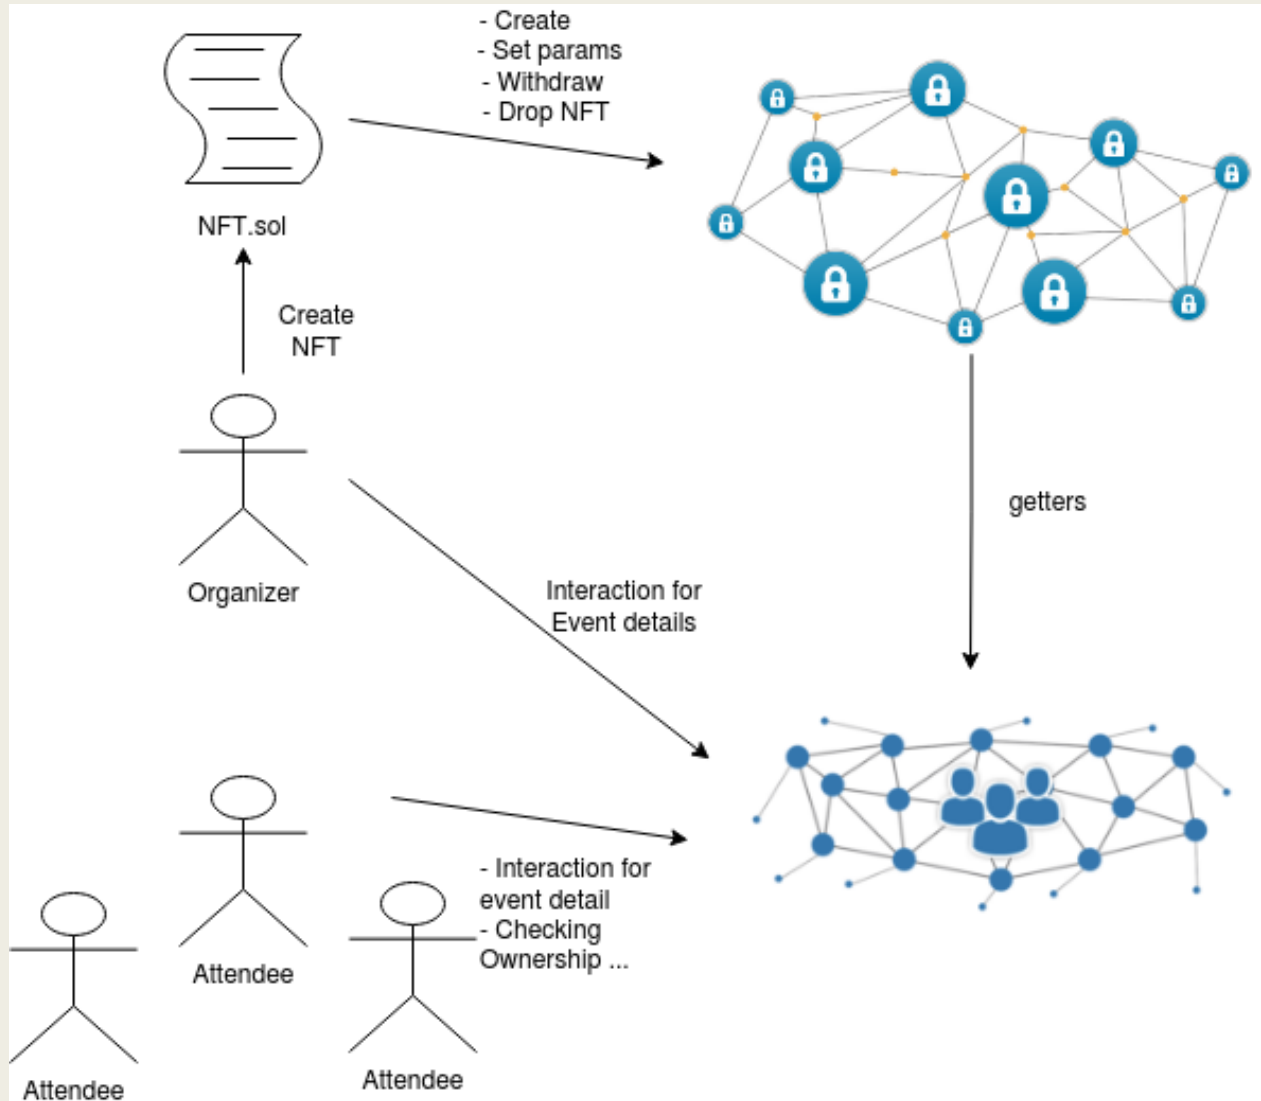 - Create
- Set params
- Withdraw
- Drop NFT
NFT.sol
Create
NFT
getters
Organizer
Interaction for
Event details
- Interaction for
event detail
- Checking
Ownership ...
Attendee
Attendee
Attendee